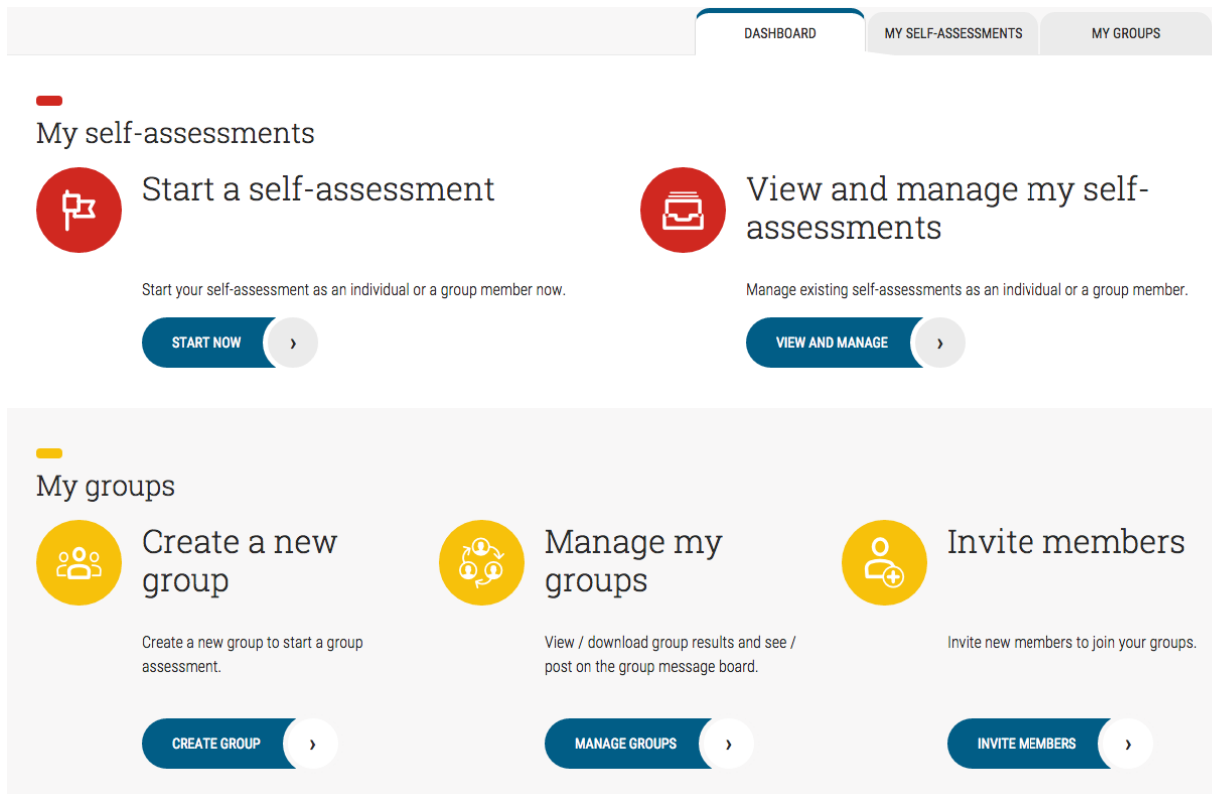 DASHBOARD
MY SELF-ASSESSMENTS
MY GROUPS
My self-assessments
Start a self-assessment
Start your self-assessment as an individual or a group member now.
START NOW
View and manage my self-
assessments
Manage existing self-assessments as an individual or a group member.
VIEW AND MANAGE
My groups
Create a new
group
Create a new group to start a group
assessment.
CREATE GROUP
Manage my
groups
View / download group results and see /
post on the group message board.
MANAGE GROUPS
Invite members
Invite new members to join your groups.
INVITE MEMBERS